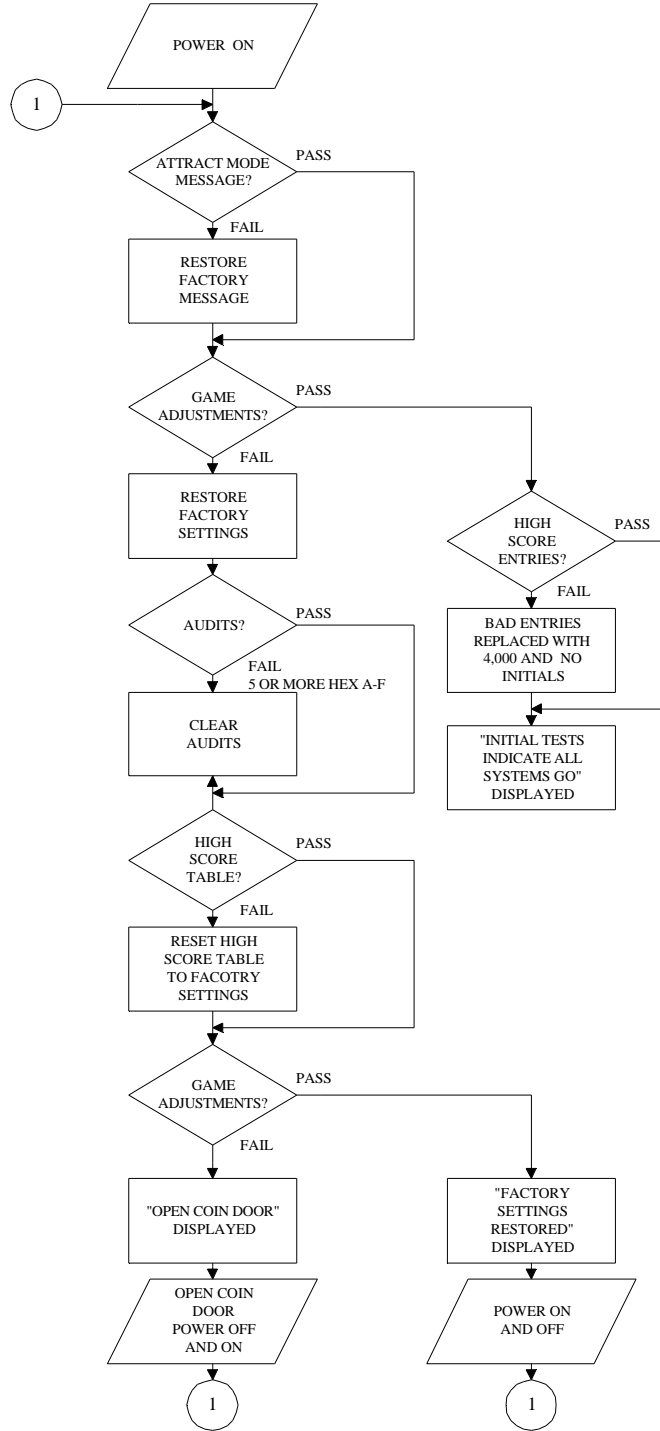 POWER ON
1
ATTRACT MODE
MESSAGE?
PASS
FAIL
RESTORE
FACTORY
MESSAGE
GAME
ADJUSTMENTS?
PASS
FAIL
RESTORE
FACTORY
SETTINGS
HIGH
SCORE
ENTRIES?
PASS
FAIL
BAD ENTRIES
REPLACED WITH
4,000 AND NO
INITIALS
"INITIAL TESTS
INDICATE ALL
SYSTEMS GO"
DISPLAYED
AUDITS?
PASS
FAIL
5 OR MORE HEX A-F
CLEAR
AUDITS
HIGH
SCORE
TABLE?
PASS
FAIL
RESET HIGH
SCORE TABLE
TO FACOTRY
SETTINGS
GAME
ADJUSTMENTS?
PASS
FAIL
"OPEN COIN DOOR"
DISPLAYED
OPEN COIN
DOOR
POWER OFF
AND ON
1
"FACTORY
SETTINGS
RESTORED"
DISPLAYED
POWER ON
AND OFF
1